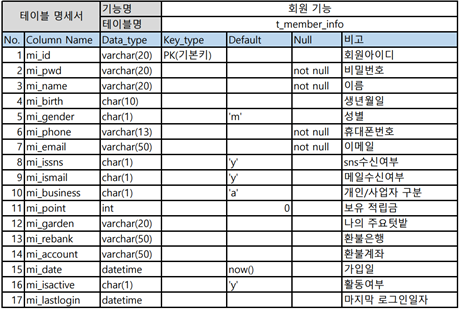 테이블 명세서 기능명 회원 기능
테이블명 t_member_info
No. Column Name Data_type Key_type Default Null 비고
1 mi_id varchar(20) PK(기본키) 회원아이디
2 mi_pwd varchar(20) not null 비밀번호
3 mi_name varchar(20) not null 이름
4 mi_birth char(10) 생년월일
5 mi_gender char(1) 'm' 성별
6 mi_phone varchar(13) not null 휴대폰번호
7 mi_email varchar(50) not null 이메일
8 mi_issns char(1) 'y' sns수신여부
9 mi_ismail char(1) 'y' 메일수신여부
10 mi_business char(1) 'a' 개인/사업자 구분
11 mi_point int 0 보유 적립금
12 mi_garden varchar(20) 나의 주요텃밭
13 mi_rebank varchar(50) 환불은행
14 mi_account varchar(50) 환불계좌
15 mi_date datetime now() 가입일
16 mi_isactive char(1) 'y' 활동여부
17 mi_lastlogin datetime 마지막 로그인일자